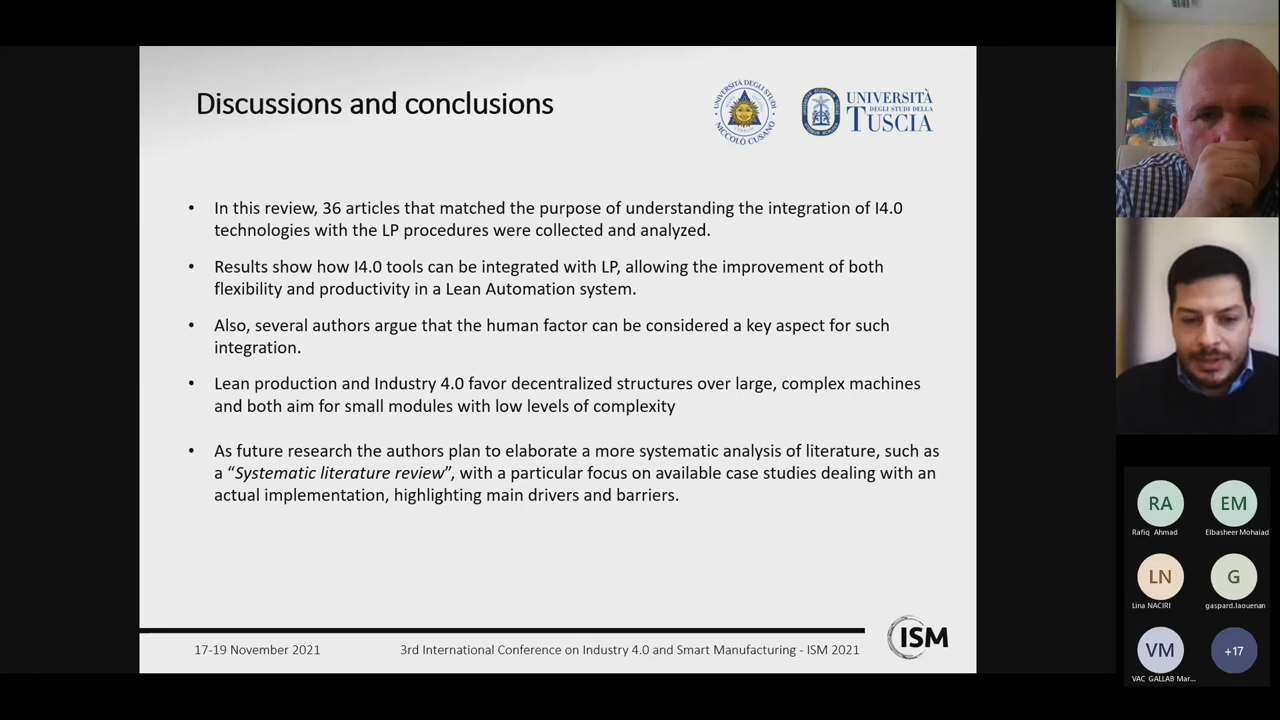 Discussions and conclusions
UNIVERSITÀ DEGLI STUDI
NICCOLÒ CUSANO
UNIVERSITÀ
DEGLI STUDI DELLA
TUSCIA
• In this review, 36 articles that matched the purpose of understanding the integration of I4.0
technologies with the LP procedures were collected and analyzed.
• Results show how I4.0 tools can be integrated with LP, allowing the improvement of both
flexibility and productivity in a Lean Automation system.
• Also, several authors argue that the human factor can be considered a key aspect for such
integration.
• Lean production and Industry 4.0 favor decentralized structures over large, complex machines
and both aim for small modules with low levels of complexity
• As future research the authors plan to elaborate a more systematic analysis of literature, such as
a “Systematic literature review”, with a particular focus on available case studies dealing with an
actual implementation, highlighting main drivers and barriers.
17-19 November 2021
3rd International Conference on Industry 4.0 and Smart Manufacturing - ISM 2021
ISM
RA
EM
Rafiq Ahmad
Elbasheer Mohaiad
LN
G
Lina NACIRI
gaspard.laouenan
VM
+17
VAC GALLAB Mar...